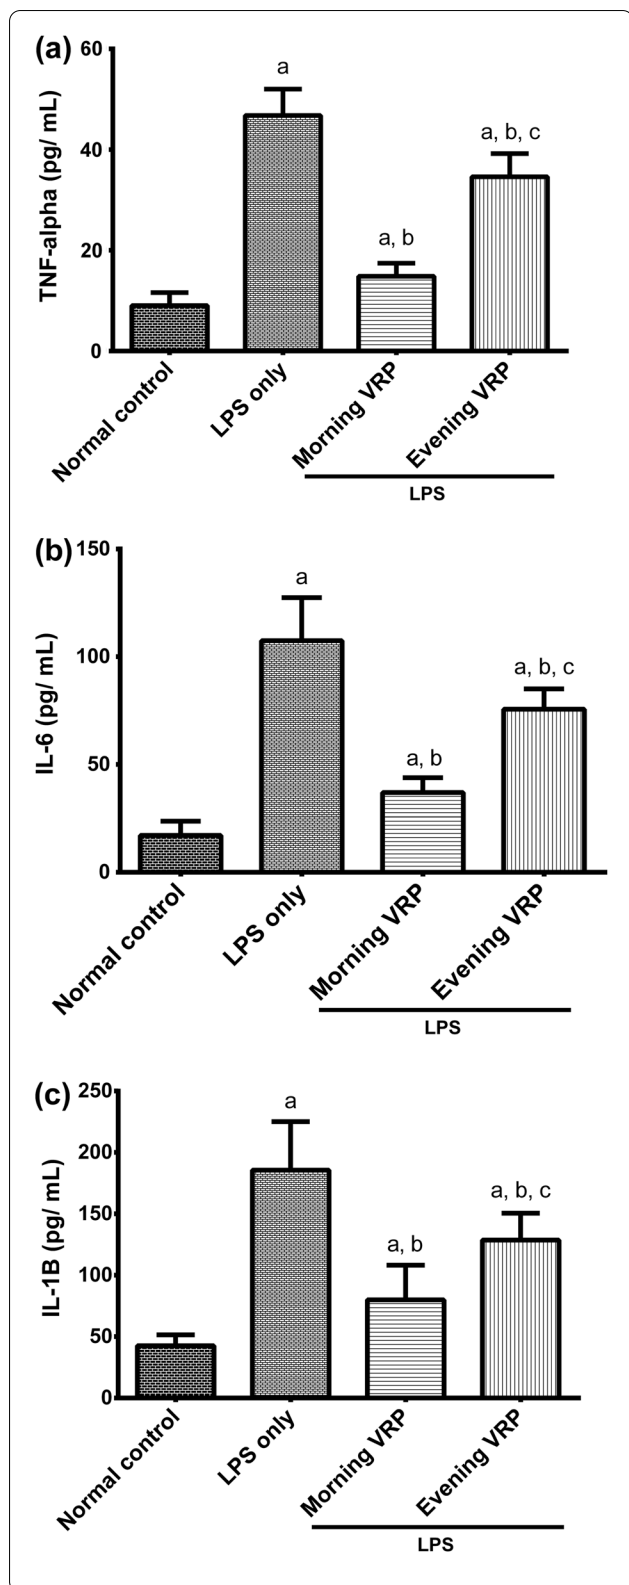 (a)
TNF-alpha (pg/ mL)
60
40
20
0
a
a, b
a, b, c
Normal control
LPS only
Morning VRP
Evening VRP
LPS
(b)
IL-6 (pg/ mL)
150
100
50
0
a
a, b
a, b, c
Normal control
LPS only
Morning VRP
Evening VRP
LPS
(c)
IL-1B (pg/ mL)
250
200
150
100
50
0
a
a, b
a, b, c
Normal control
LPS only
Morning VRP
Evening VRP
LPS